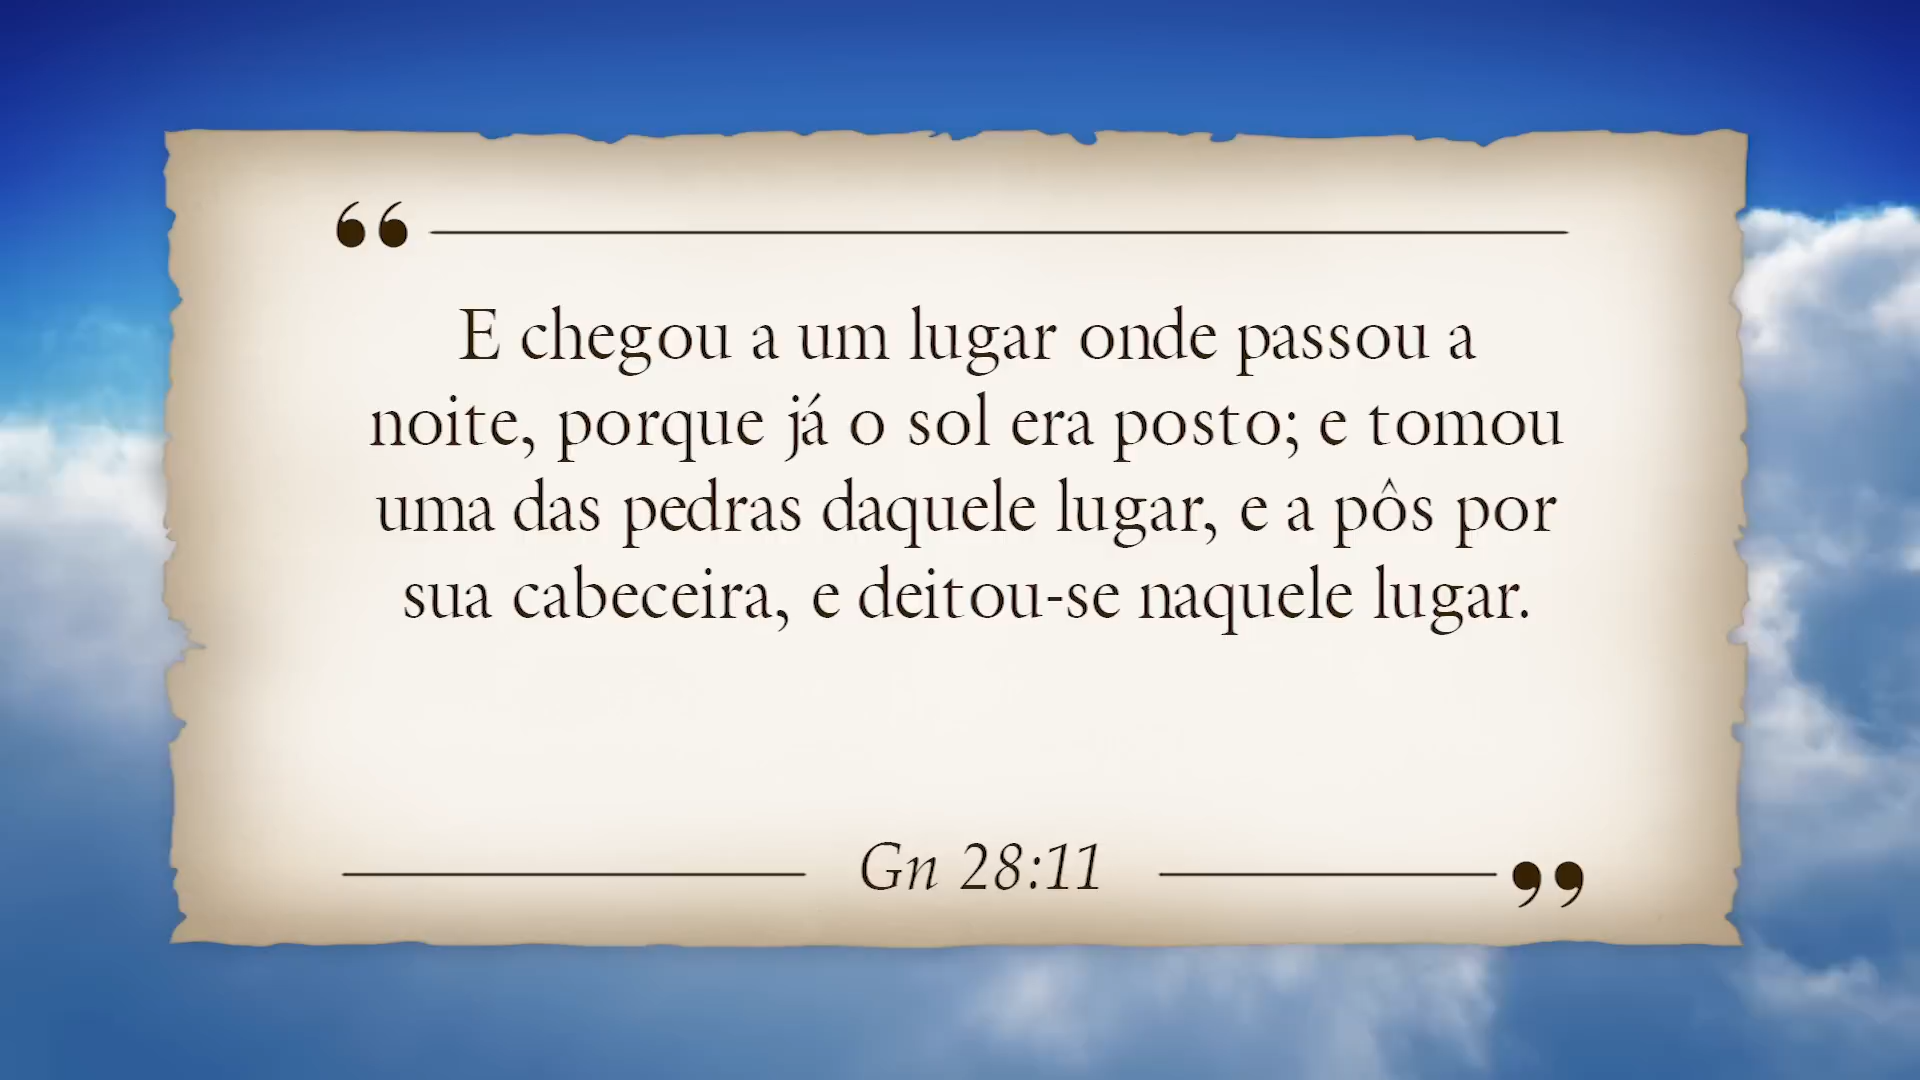 “
E chegou a um lugar onde passou a
noite, porque já o sol era posto; e tomou
uma das pedras daquele lugar, e a pôs por
sua cabeceira, e deitou-se naquele lugar.
Gn 28:11
”